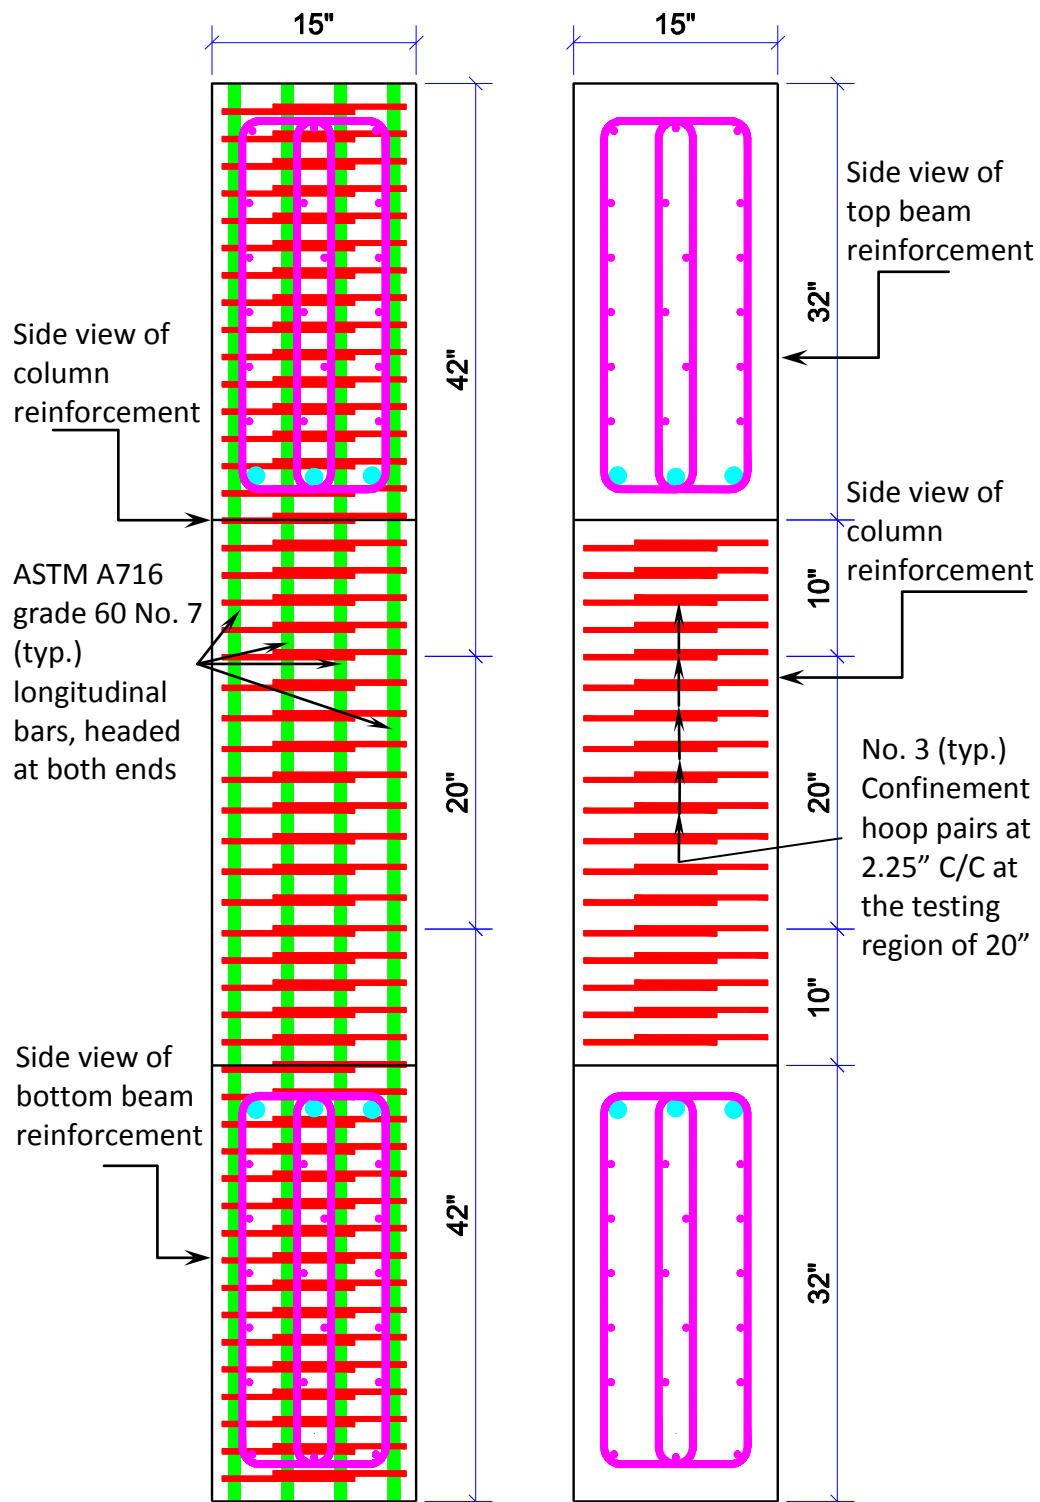 15"
15"
Side view of
top beam
reinforcement
32"
Side view of
column
reinforcement
42"
Side view of
column
reinforcement
ASTM A716
grade 60 No. 7
(typ.)
longitudinal
bars, headed
at both ends
10"
20"
No. 3 (typ.)
Confinement
hoop pairs at
2.25” C/C at
the testing
region of 20”
20"
10"
Side view of
bottom beam
reinforcement
42"
32"